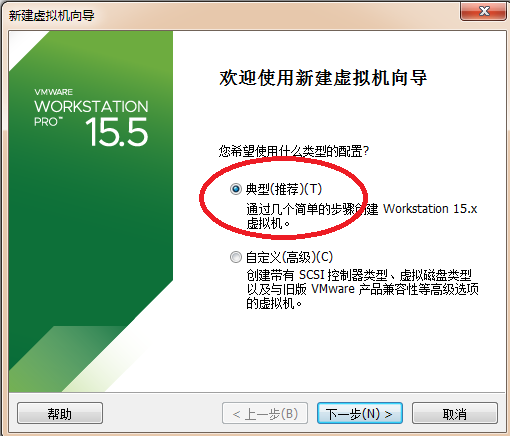 新建虚拟机向导
VMWARE
WORKSTATION
PRO™ 15.5
欢迎使用新建虚拟机向导
您希望使用什么类型的配置?
典型(推荐)(T)
通过几个简单的步骤创建 Workstation 15.x
虚拟机。
自定义(高级)(C)
创建带有 SCSI 控制器类型、虚拟磁盘类型
以及与旧版 VMware 产品兼容性等高级选项
的虚拟机。
帮助
< 上一步(B)
下一步(N) >
取消